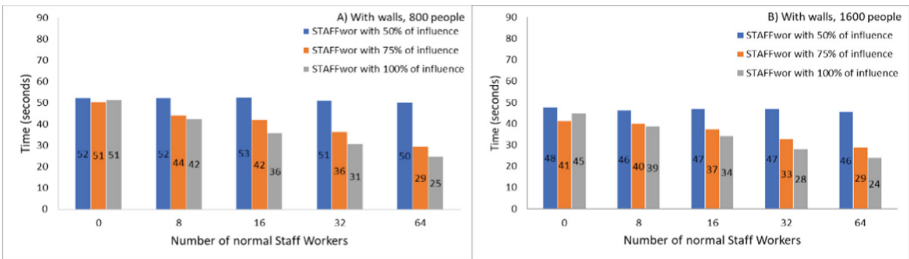 A) With walls, 800 people
STAFFwor with 50% of influence
STAFFwor with 75% of influence
STAFFwor with 100% of influence
Time (seconds)
90
80
70
60
50
40
30
20
10
0
52 51 51
52 44 42
53 42 36
51 36 31
50 29 25
0 8 16 32 64
Number of normal Staff Workers
B) With walls, 1600 people
STAFFwor with 50% of influence
STAFFwor with 75% of influence
STAFFwor with 100% of influence
Time (seconds)
90
80
70
60
50
40
30
20
10
0
48 41 45
46 40 39
47 37 34
47 33 28
46 29 24
0 8 16 32 64
Number of normal Staff Workers